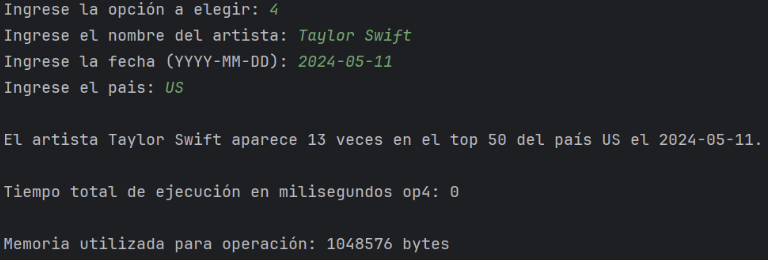 Ingrese la opción a elegir: 4
Ingrese el nombre del artista: Taylor Swift
Ingrese la fecha (YYYY-MM-DD): 2024-05-11
Ingrese el pais: US
El artista Taylor Swift aparece 13 veces en el top 50 del país US el 2024-05-11.
Tiempo total de ejecución en milisegundos op4: 0
Memoria utilizada para operación: 1048576 bytes